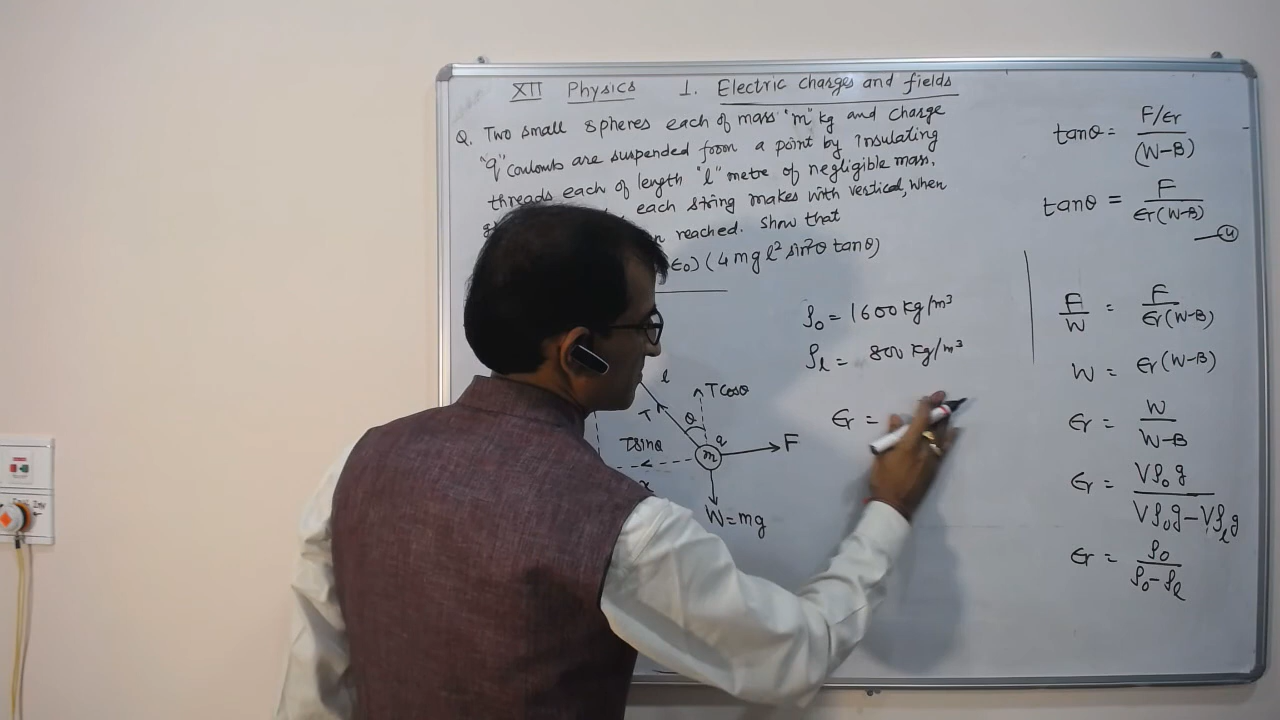 XII Physics 1. Electric charges and fields
Q. Two small spheres each of mass "m" kg and charge
"q" coulombs are suspended from a point by insulating
threads each of length "l" metre of negligible mass.
each string makes with vertical, when
reached. Show that
ε₀) (4mg l² sin²θ tanθ)
ρ₀ = 1600 kg/m³
ρₗ = 800 kg/m³
εr =
l
T cosθ
T
θ
q
Tsinθ
m
F
x
W = mg
tanθ = F/εr / (W-B)
tanθ = F / εr(W-B)
4
F/W = F / εr(W-B)
W = εr(W-B)
εr = W / W-B
εr = Vρ₀g / Vρ₀g - Vρₗg
εr = ρ₀ / ρ₀-ρₗ